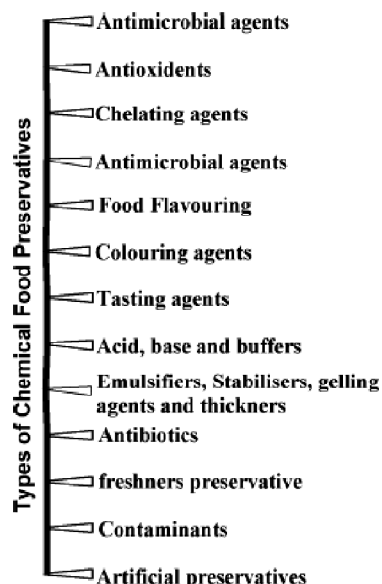 Types of Chemical Food Preservatives
Antimicrobial agents
Antioxidents
Chelating agents
Antimicrobial agents
Food Flavouring
Colouring agents
Tasting agents
Acid, base and buffers
Emulsifiers, Stabilisers, gelling
agents and thickners
Antibiotics
freshners preservative
Contaminants
Artificial preservatives